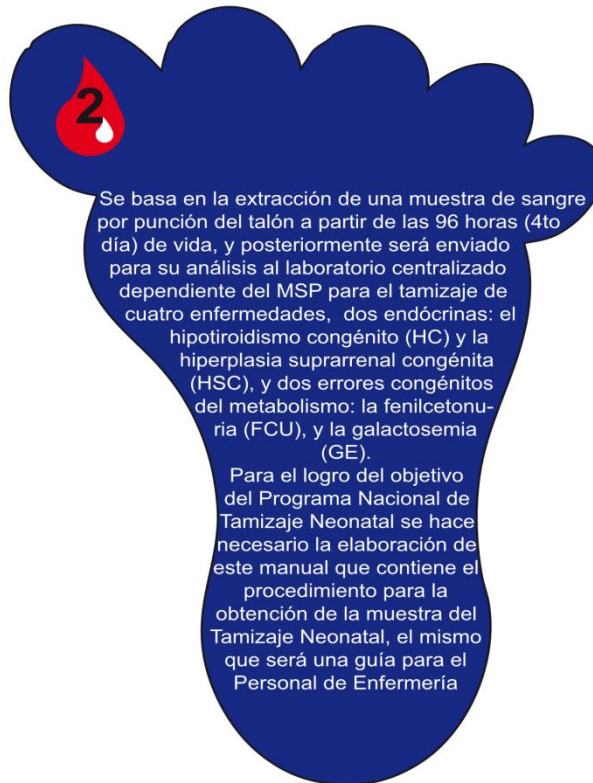 2
Se basa en la extracción de una muestra de sangre
por punción del talón a partir de las 96 horas (4to
día) de vida, y posteriormente será enviado
para su análisis al laboratorio centralizado
dependiente del MSP para el tamizaje de
cuatro enfermedades, dos endócrinas: el
hipotiroidismo congénito (HC) y la
hiperplasia suprarrenal congénita
(HSC), y dos errores congénitos
del metabolismo: la fenilcetonu-
ria (FCU), y la galactosemia
(GE).
Para el logro del objetivo
del Programa Nacional de
Tamizaje Neonatal se hace
necesario la elaboración de
este manual que contiene el
procedimiento para la
obtención de la muestra del
Tamizaje Neonatal, el mismo
que será una guía para el
Personal de Enfermería